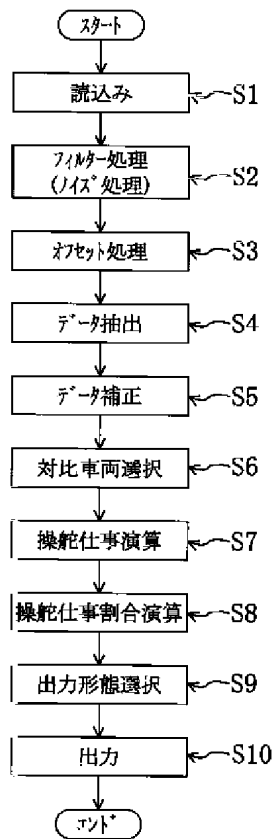 スタート
読込み S1
フィルター処理
(ノイズ処理) S2
オフセット処理 S3
データ抽出 S4
データ補正 S5
対比車両選択 S6
操舵仕事演算 S7
操舵仕事割合演算 S8
出力形態選択 S9
出力 S10
エンド